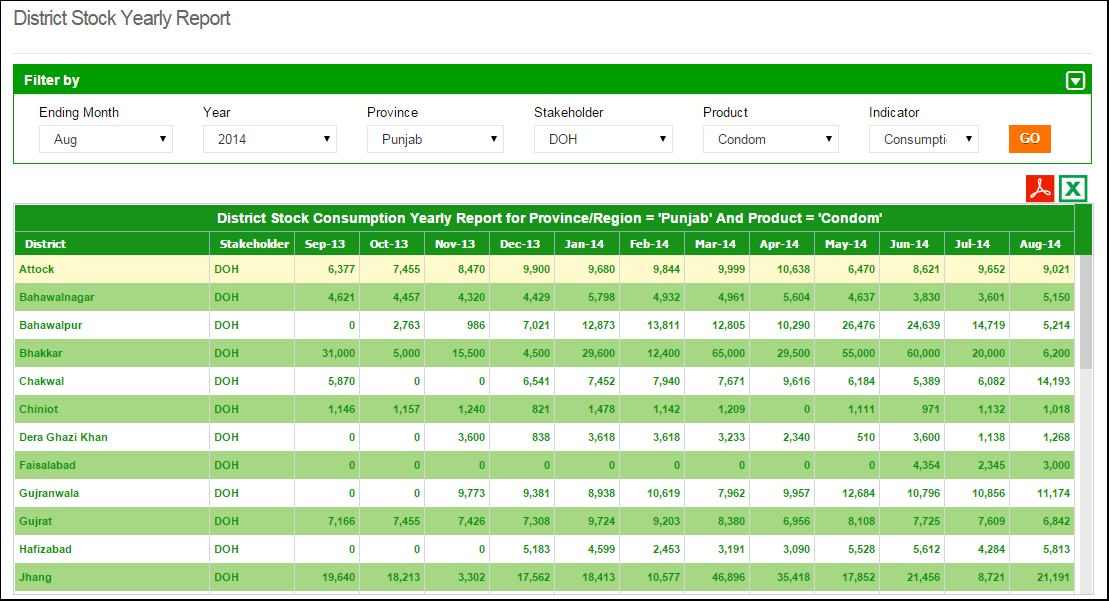 District Stock Yearly Report
Filter by
Ending Month Year Province Stakeholder Product Indicator
Aug 2014 Punjab DOH Condom Consumpti GO
District Stock Consumption Yearly Report for Province/Region = 'Punjab' And Product = 'Condom'
District Stakeholder Sep-13 Oct-13 Nov-13 Dec-13 Jan-14 Feb-14 Mar-14 Apr-14 May-14 Jun-14 Jul-14 Aug-14
Attock DOH 6,377 7,455 8,470 9,900 9,680 9,844 9,999 10,638 6,470 8,621 9,652 9,021
Bahawalnagar DOH 4,621 4,457 4,320 4,429 5,798 4,932 4,961 5,604 4,637 3,830 3,601 5,150
Bahawalpur DOH 0 2,763 986 7,021 12,873 13,811 12,805 10,290 26,476 24,639 14,719 5,214
Bhakkar DOH 31,000 5,000 15,500 4,500 29,600 12,400 65,000 29,500 55,000 60,000 20,000 6,200
Chakwal DOH 5,870 0 0 6,541 7,452 7,940 7,671 9,616 6,184 5,389 6,082 14,193
Chiniot DOH 1,146 1,157 1,240 821 1,478 1,142 1,209 0 1,111 971 1,132 1,018
Dera Ghazi Khan DOH 0 0 3,600 838 3,618 3,618 3,233 2,340 510 3,600 1,138 1,268
Faisalabad DOH 0 0 0 0 0 0 0 0 0 4,354 2,345 3,000
Gujranwala DOH 0 0 9,773 9,381 8,938 10,619 7,962 9,957 12,684 10,796 10,856 11,174
Gujrat DOH 7,166 7,455 7,426 7,308 9,724 9,203 8,380 6,956 8,108 7,725 7,609 6,842
Hafizabad DOH 0 0 0 5,183 4,599 2,453 3,191 3,090 5,528 5,612 4,284 5,813
Jhang DOH 19,640 18,213 3,302 17,562 18,413 10,577 46,896 35,418 17,852 21,456 8,721 21,191